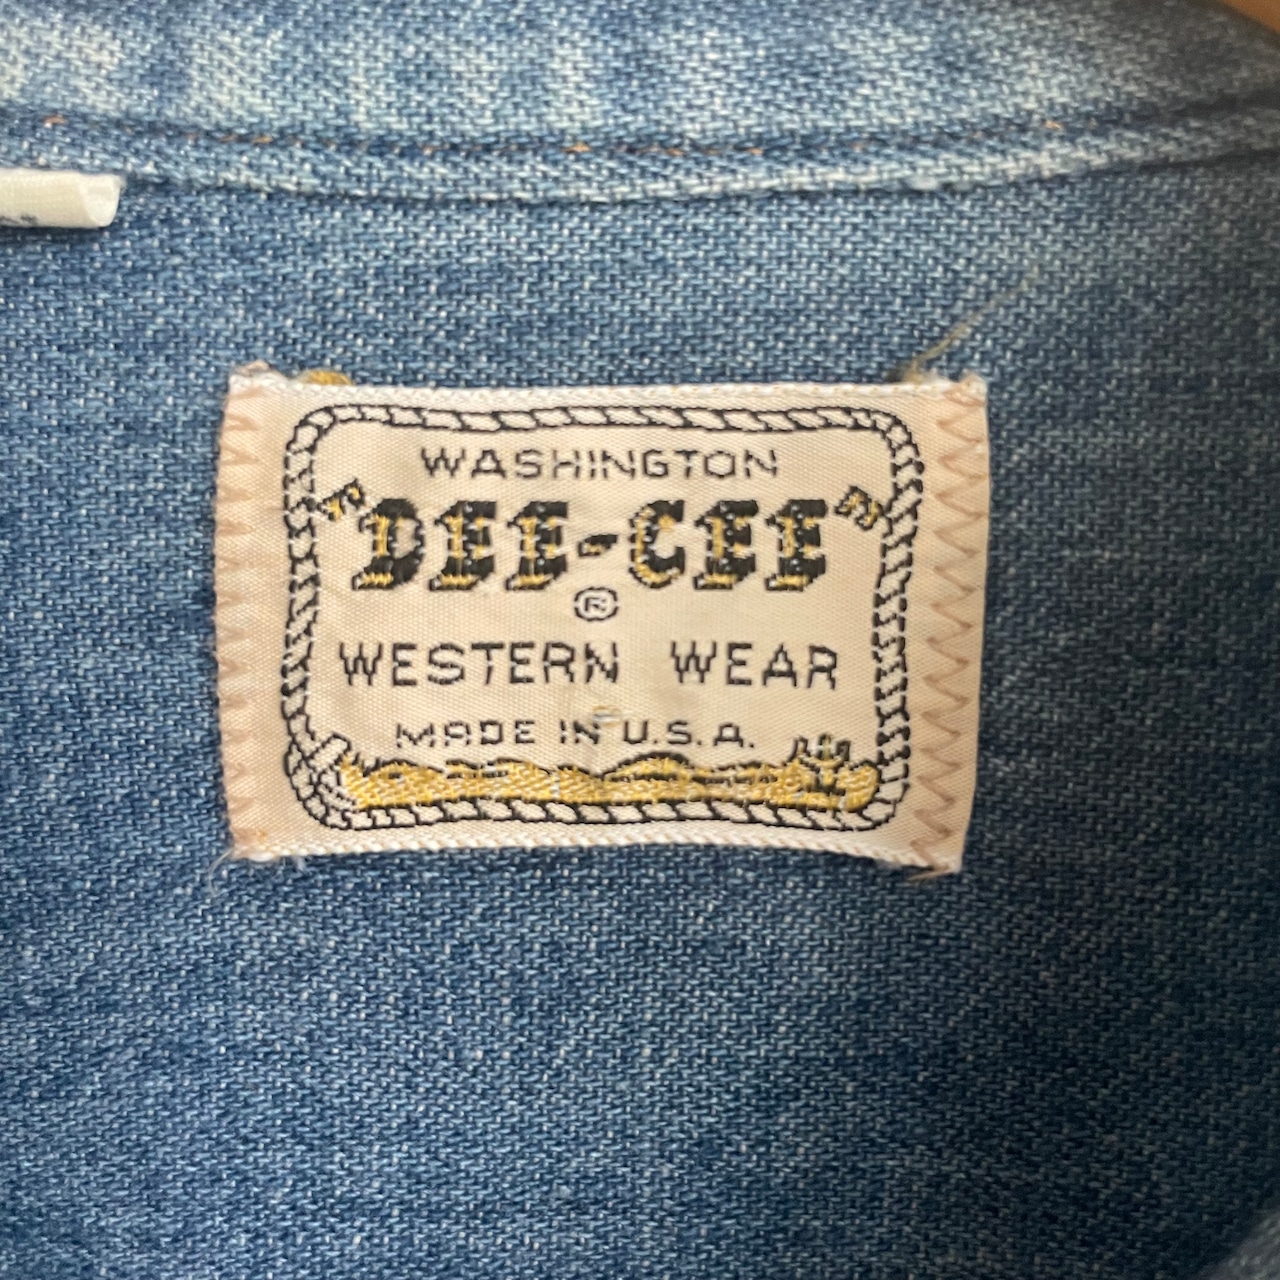 WASHINGTON
"DEE-CEE"
®
WESTERN WEAR
MADE IN U.S.A.